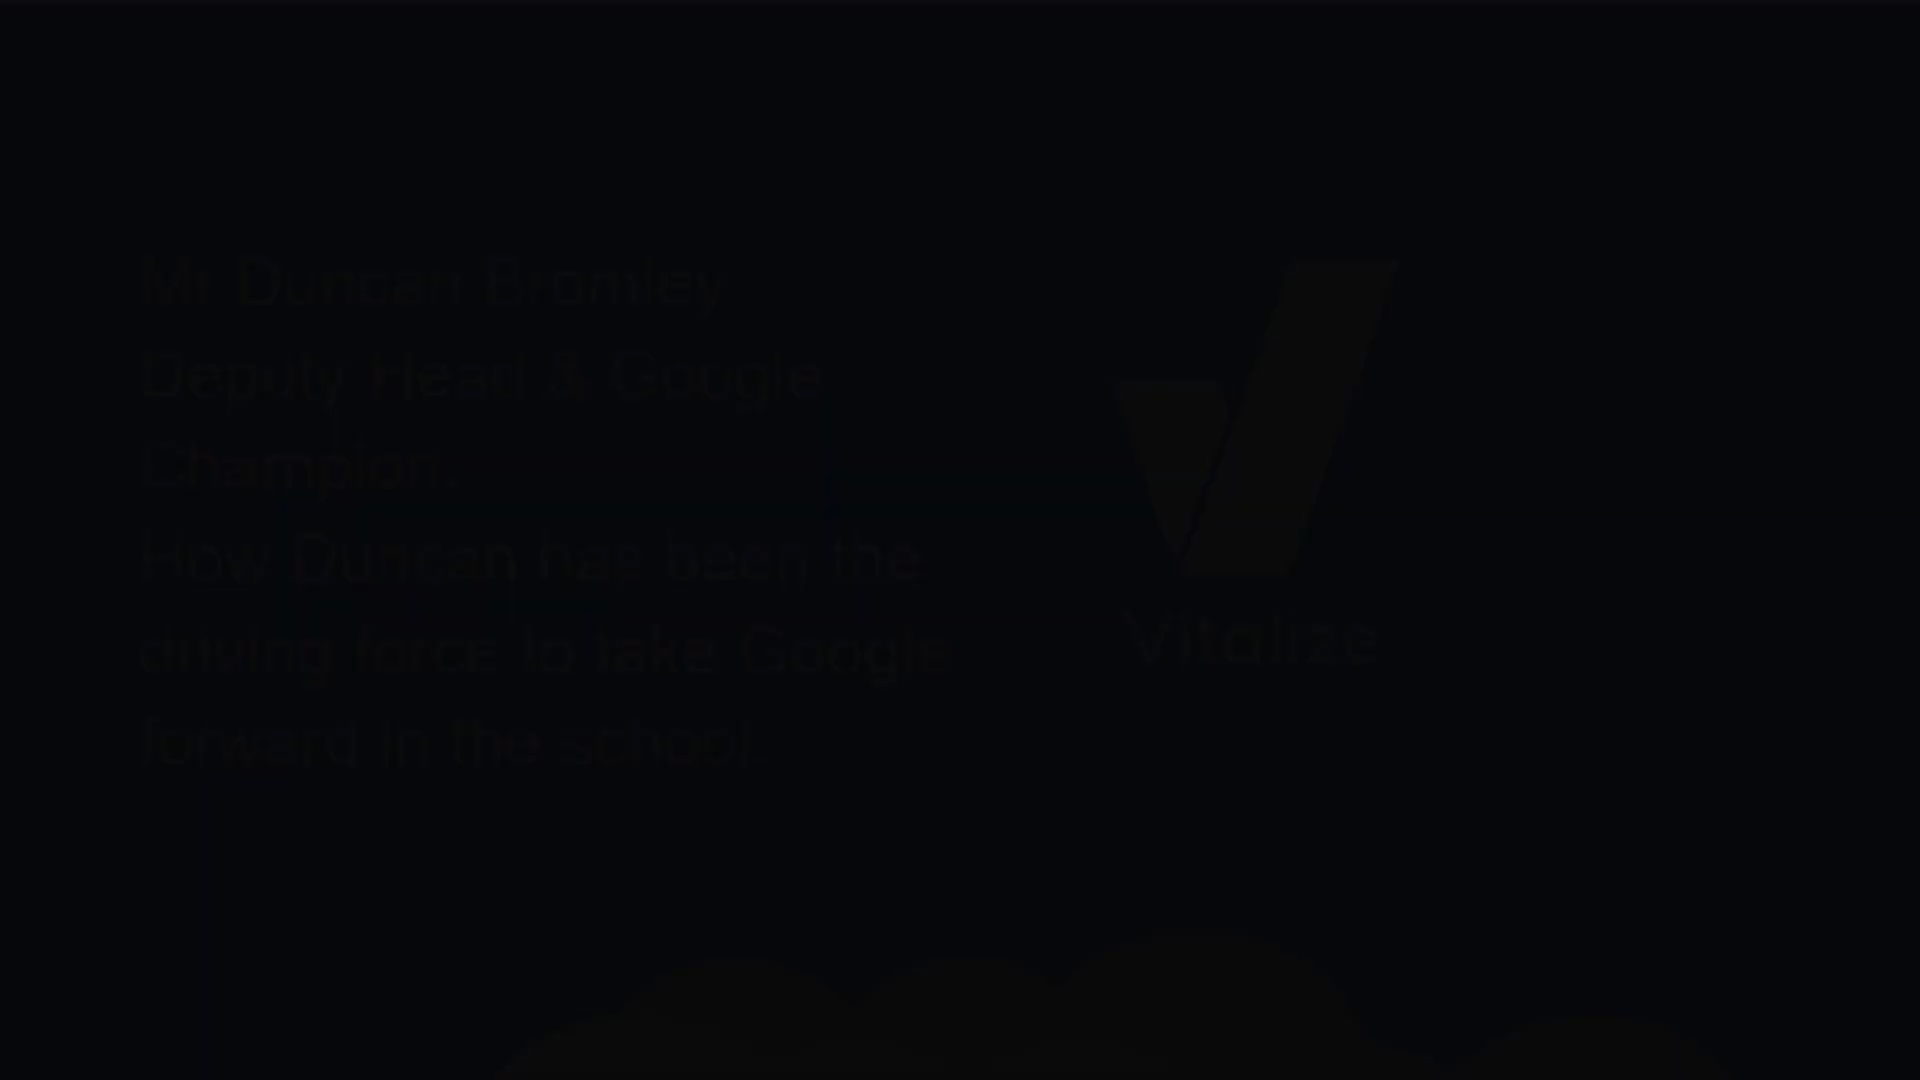 Mr Duncan Bromley
Deputy Head & Google
Champion.
How Duncan has been the
driving force to take Google
forward in the school.
Vitalize